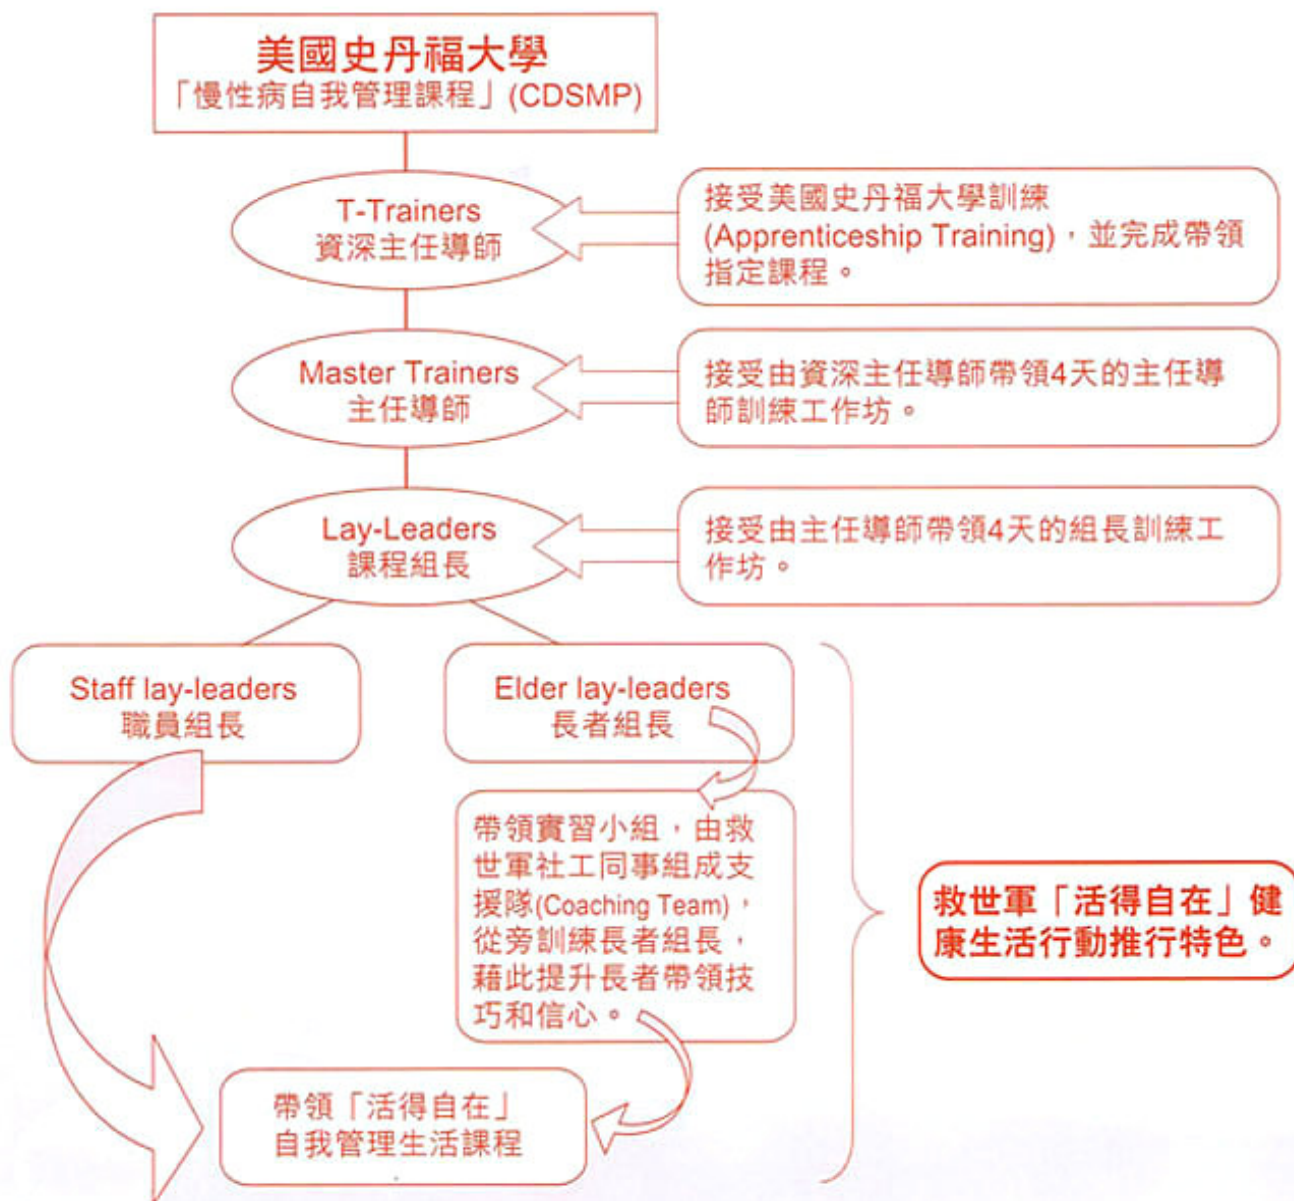 美國史丹福大學
「慢性病自我管理課程」(CDSMP)
T-Trainers
資深主任導師
接受美國史丹福大學訓練
(Apprenticeship Training)，並完成帶領
指定課程。
Master Trainers
主任導師
接受由資深主任導師帶領4天的主任導
師訓練工作坊。
Lay-Leaders
課程組長
接受由主任導師帶領4天的組長訓練工
作坊。
Staff lay-leaders
職員組長
Elder lay-leaders
長者組長
帶領實習小組，由救
世軍社工同事組成支
援隊(Coaching Team)，
從旁訓練長者組長，
藉此提升長者帶領技
巧和信心。
救世軍「活得自在」健
康生活行動推行特色。
帶領「活得自在」
自我管理生活課程